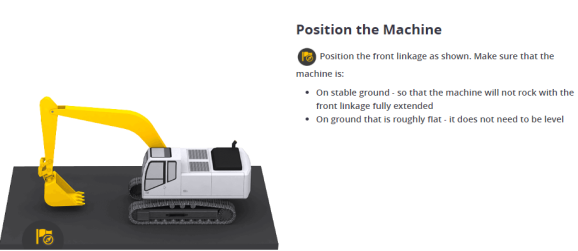 Position the Machine
Position the front linkage as shown. Make sure that the
machine is:
• On stable ground - so that the machine will not rock with the
front linkage fully extended
• On ground that is roughly flat - it does not need to be level